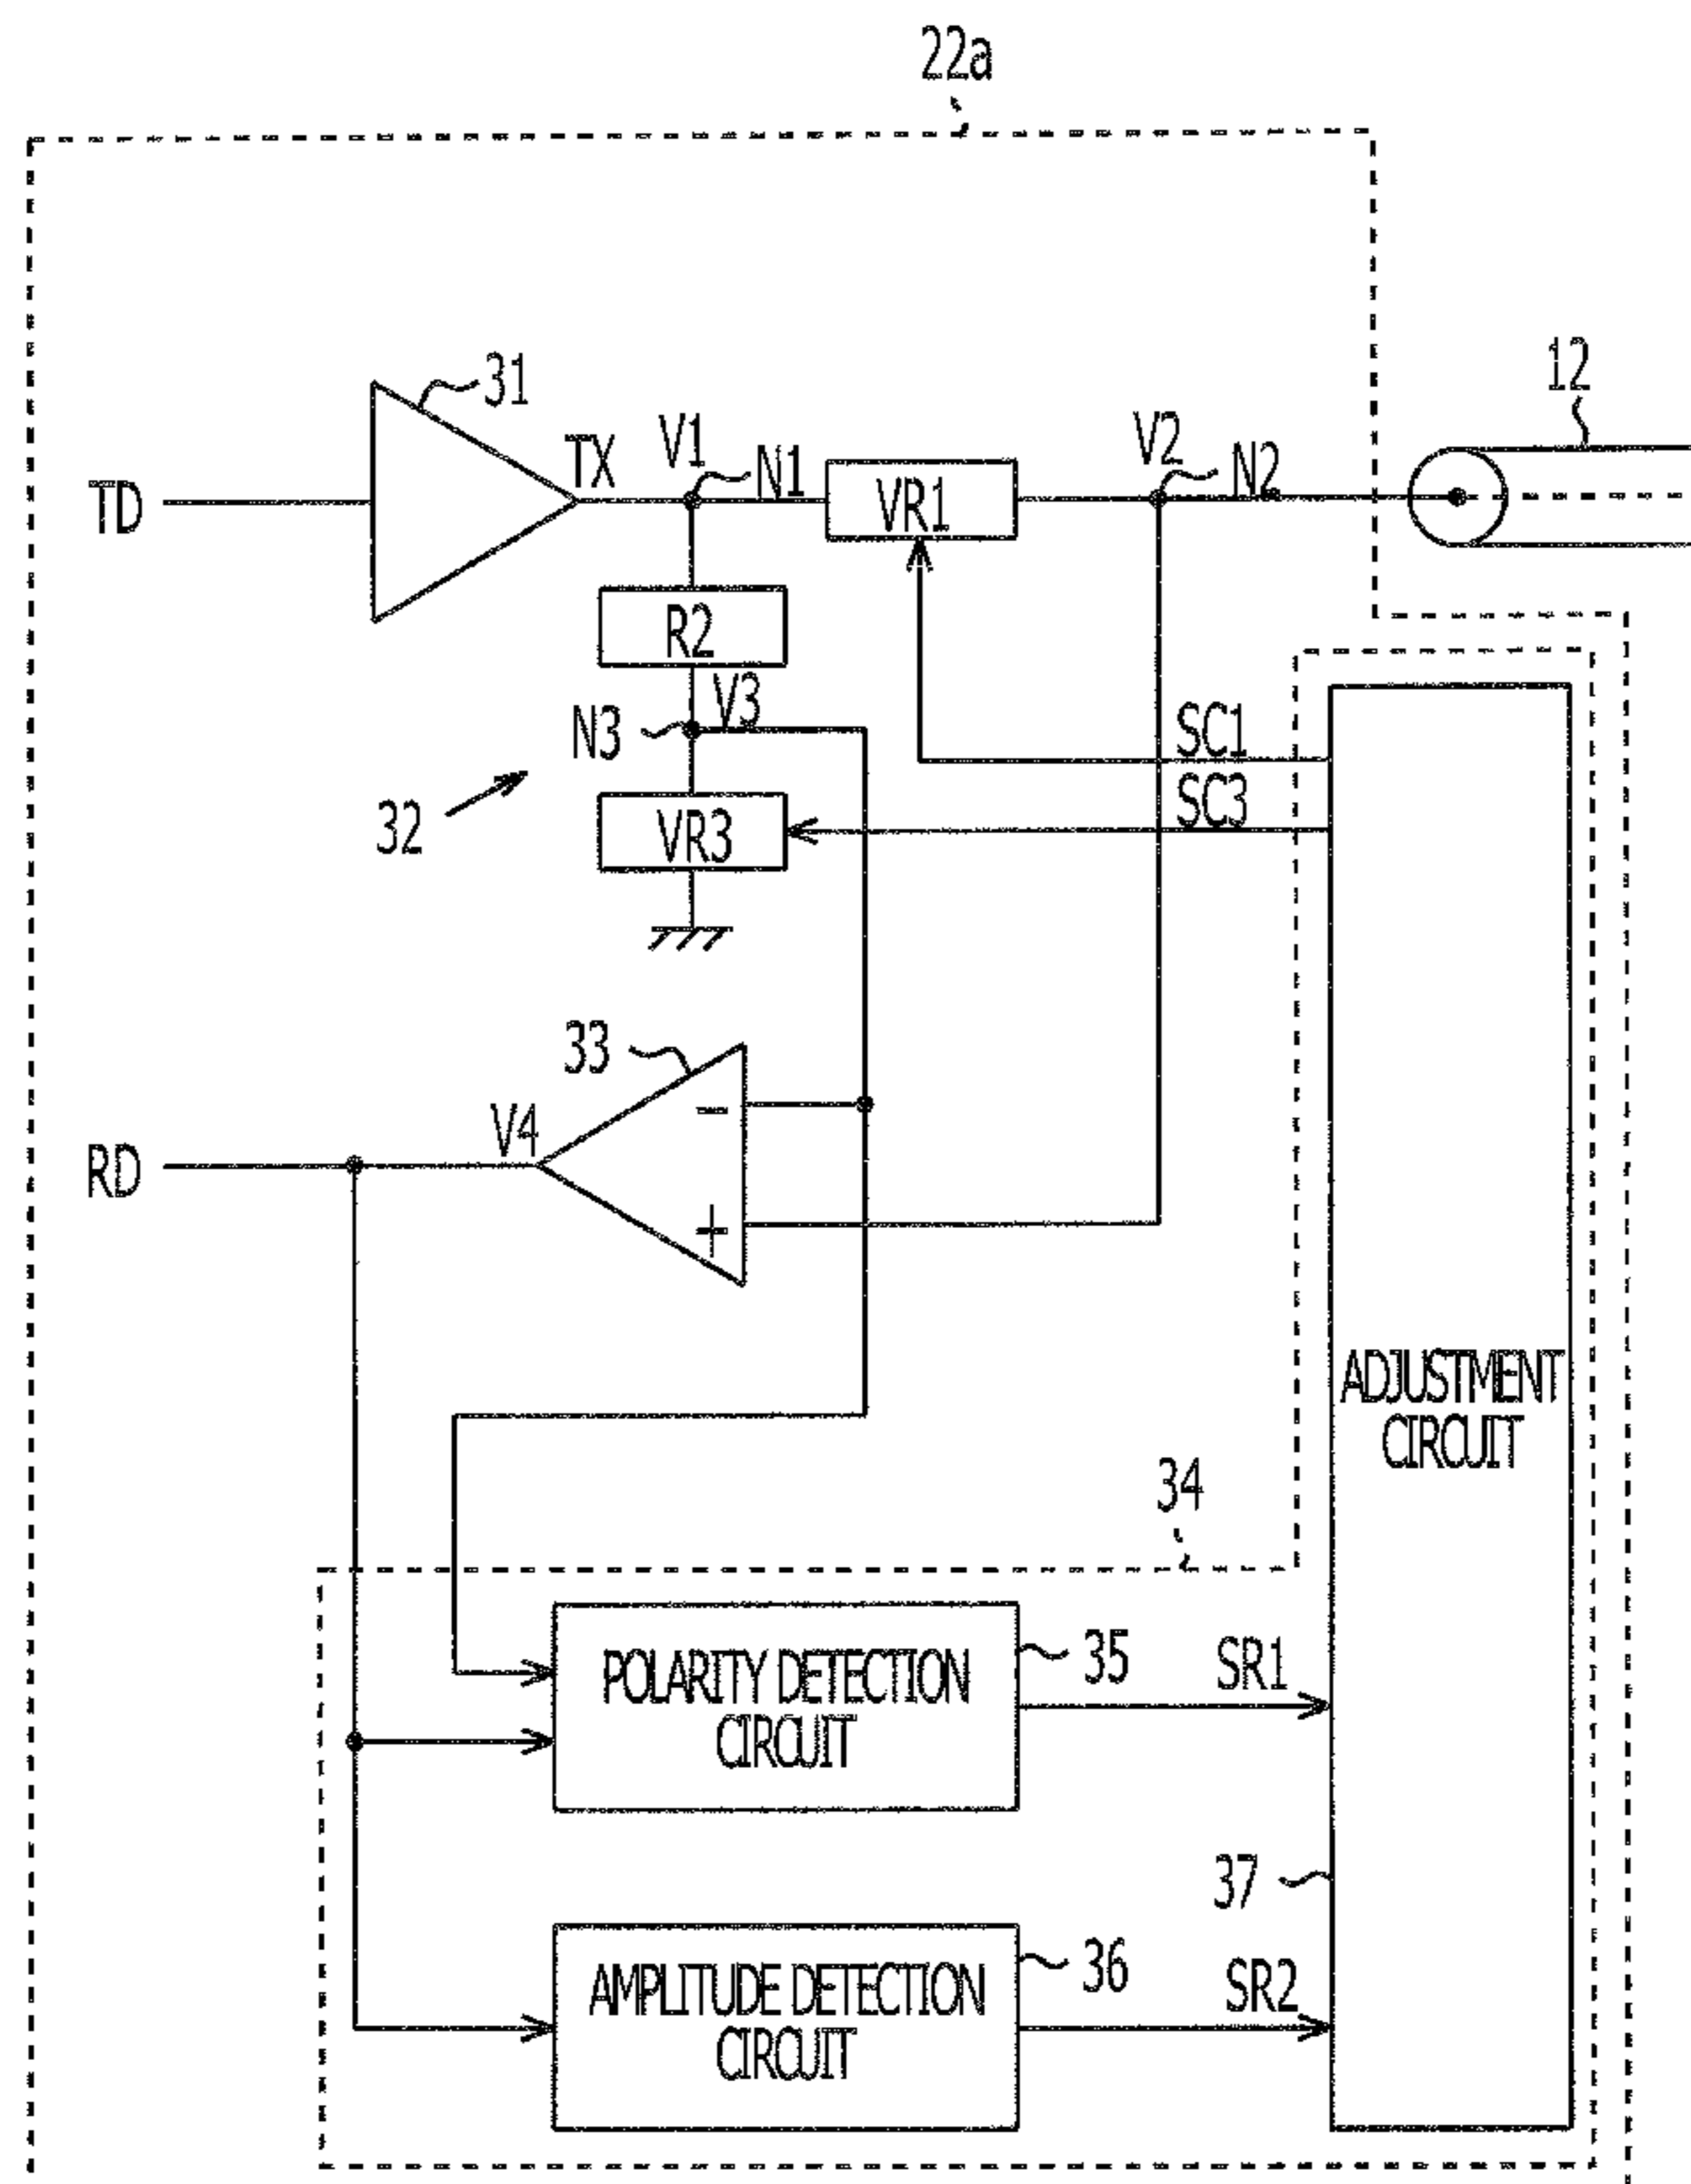 22a
12
31
TX
V1
N1
V2
N2
TD
VR1
R2
V3
N3
SC1
SC3
32
VR3
33
V4
-
+
RD
ADJUSTMENT
CIRCUIT
34
POLARITY DETECTION
CIRCUIT
35
SR1
37
AMPLITUDE DETECTION
CIRCUIT
36
SR2